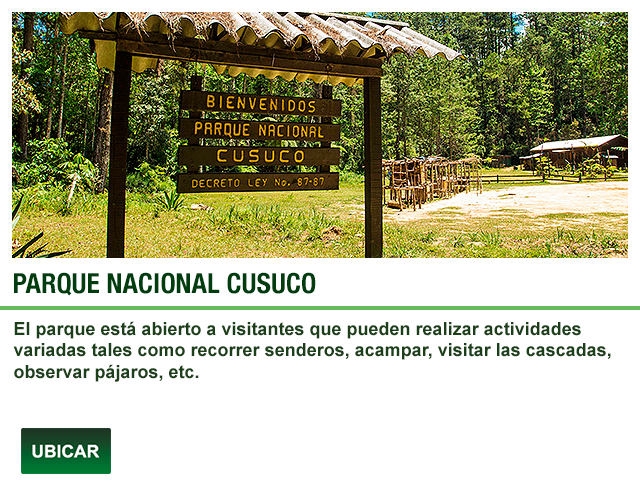 BIENVENIDOS
PARQUE NACIONAL
CUSUCO
DECRETO LEY No. 87-87
PARQUE NACIONAL CUSUCO
El parque está abierto a visitantes que pueden realizar actividades
variadas tales como recorrer senderos, acampar, visitar las cascadas,
observar pájaros, etc.
UBICAR